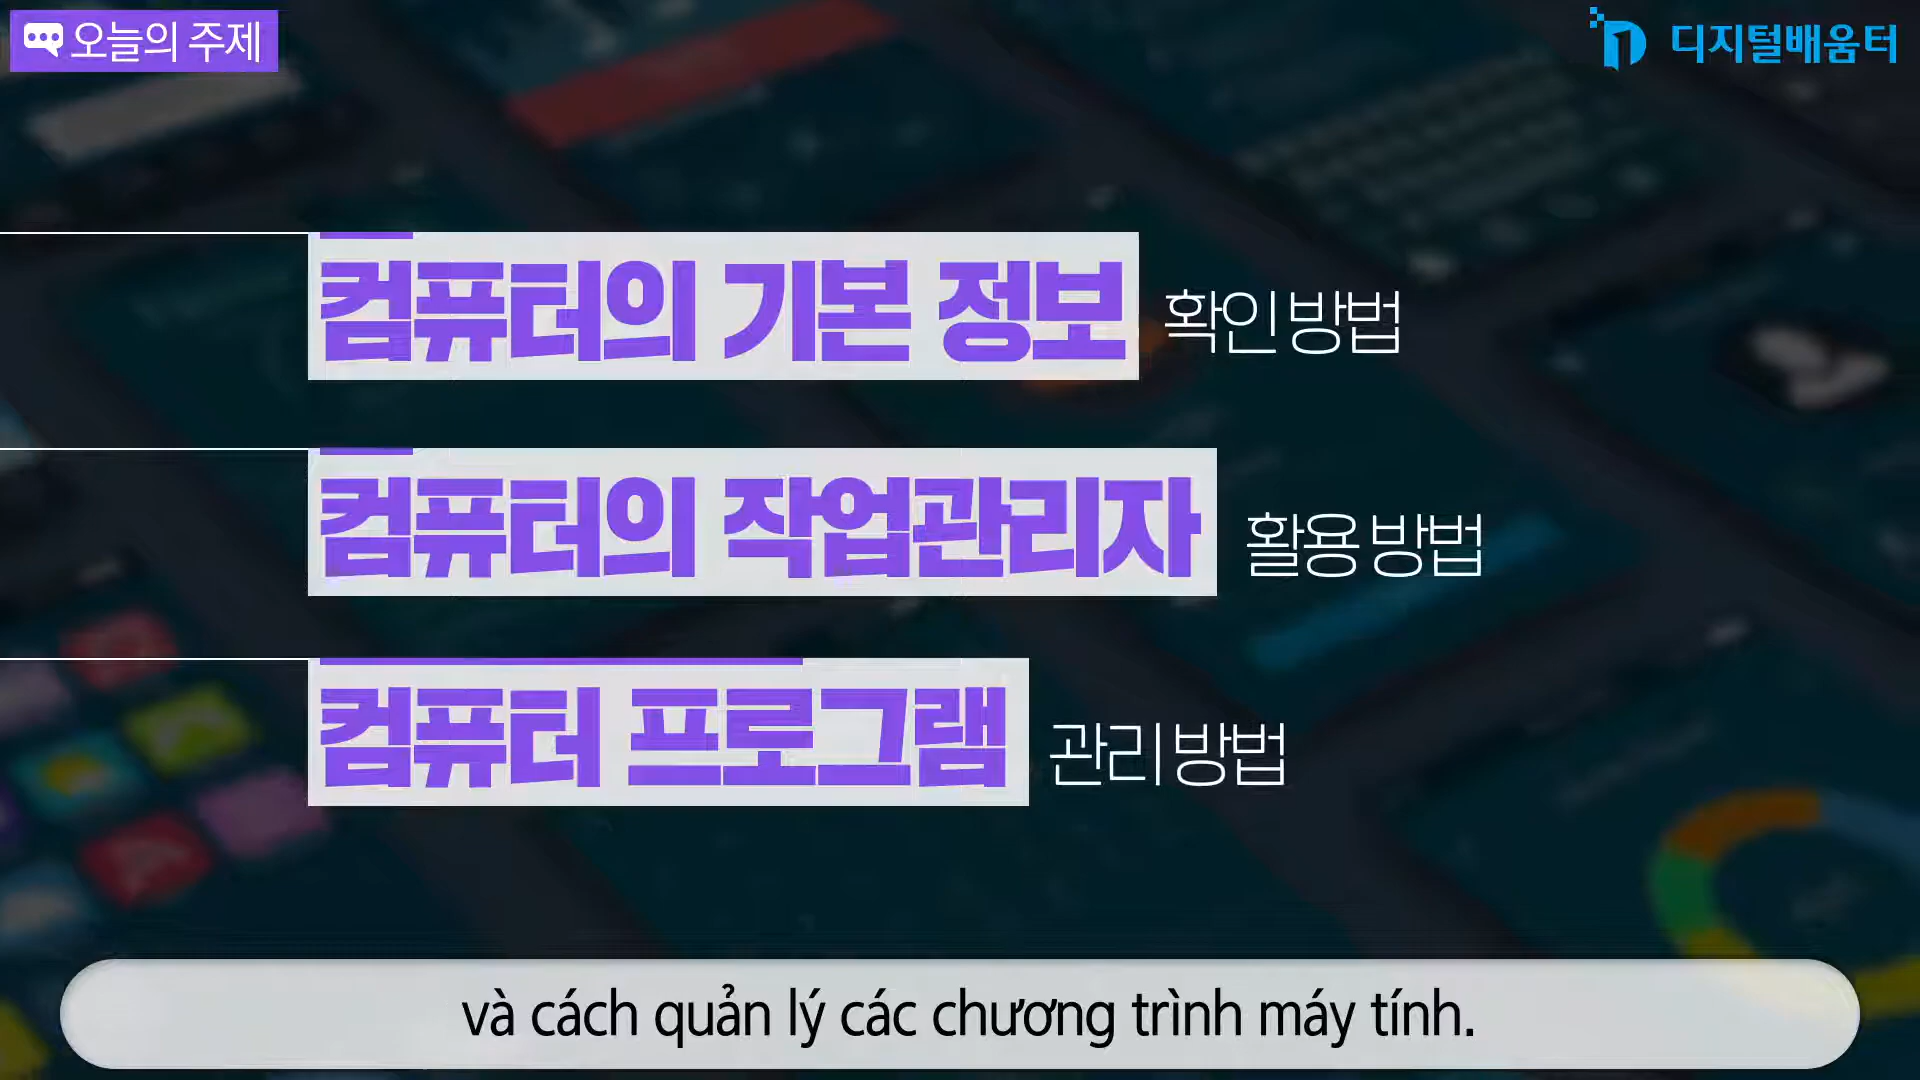 오늘의 주제
디지털배움터
컴퓨터의 기본 정보 확인 방법
컴퓨터의 작업관리자 활용 방법
컴퓨터 프로그램 관리 방법
và cách quản lý các chương trình máy tính.